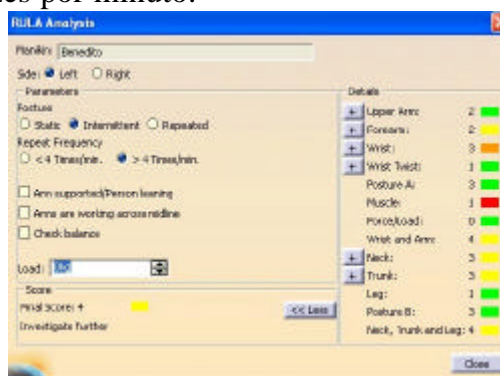 es por minuto.
RULA Analysis
Manikin: Benedito
Side: Left Right
Parameters
Posture
Static Intermittent Repeated
Repeat Frequency
< 4 Times/min. > 4 Times/min.
Arm supported/Person leaning
Arms are working across midline
Check balance
Load:
Score
Final Score: 4
Investigate further
<< Less
Details
+ Upper Arm: 2
+ Forearm: 2
+ Wrist: 3
+ Wrist Twist: 1
Posture A: 3
Muscle: 1
Force/Load: 0
Wrist and Arm: 4
+ Neck: 3
+ Trunk: 3
Leg: 1
Posture B: 3
Neck, Trunk and Leg: 4
Close